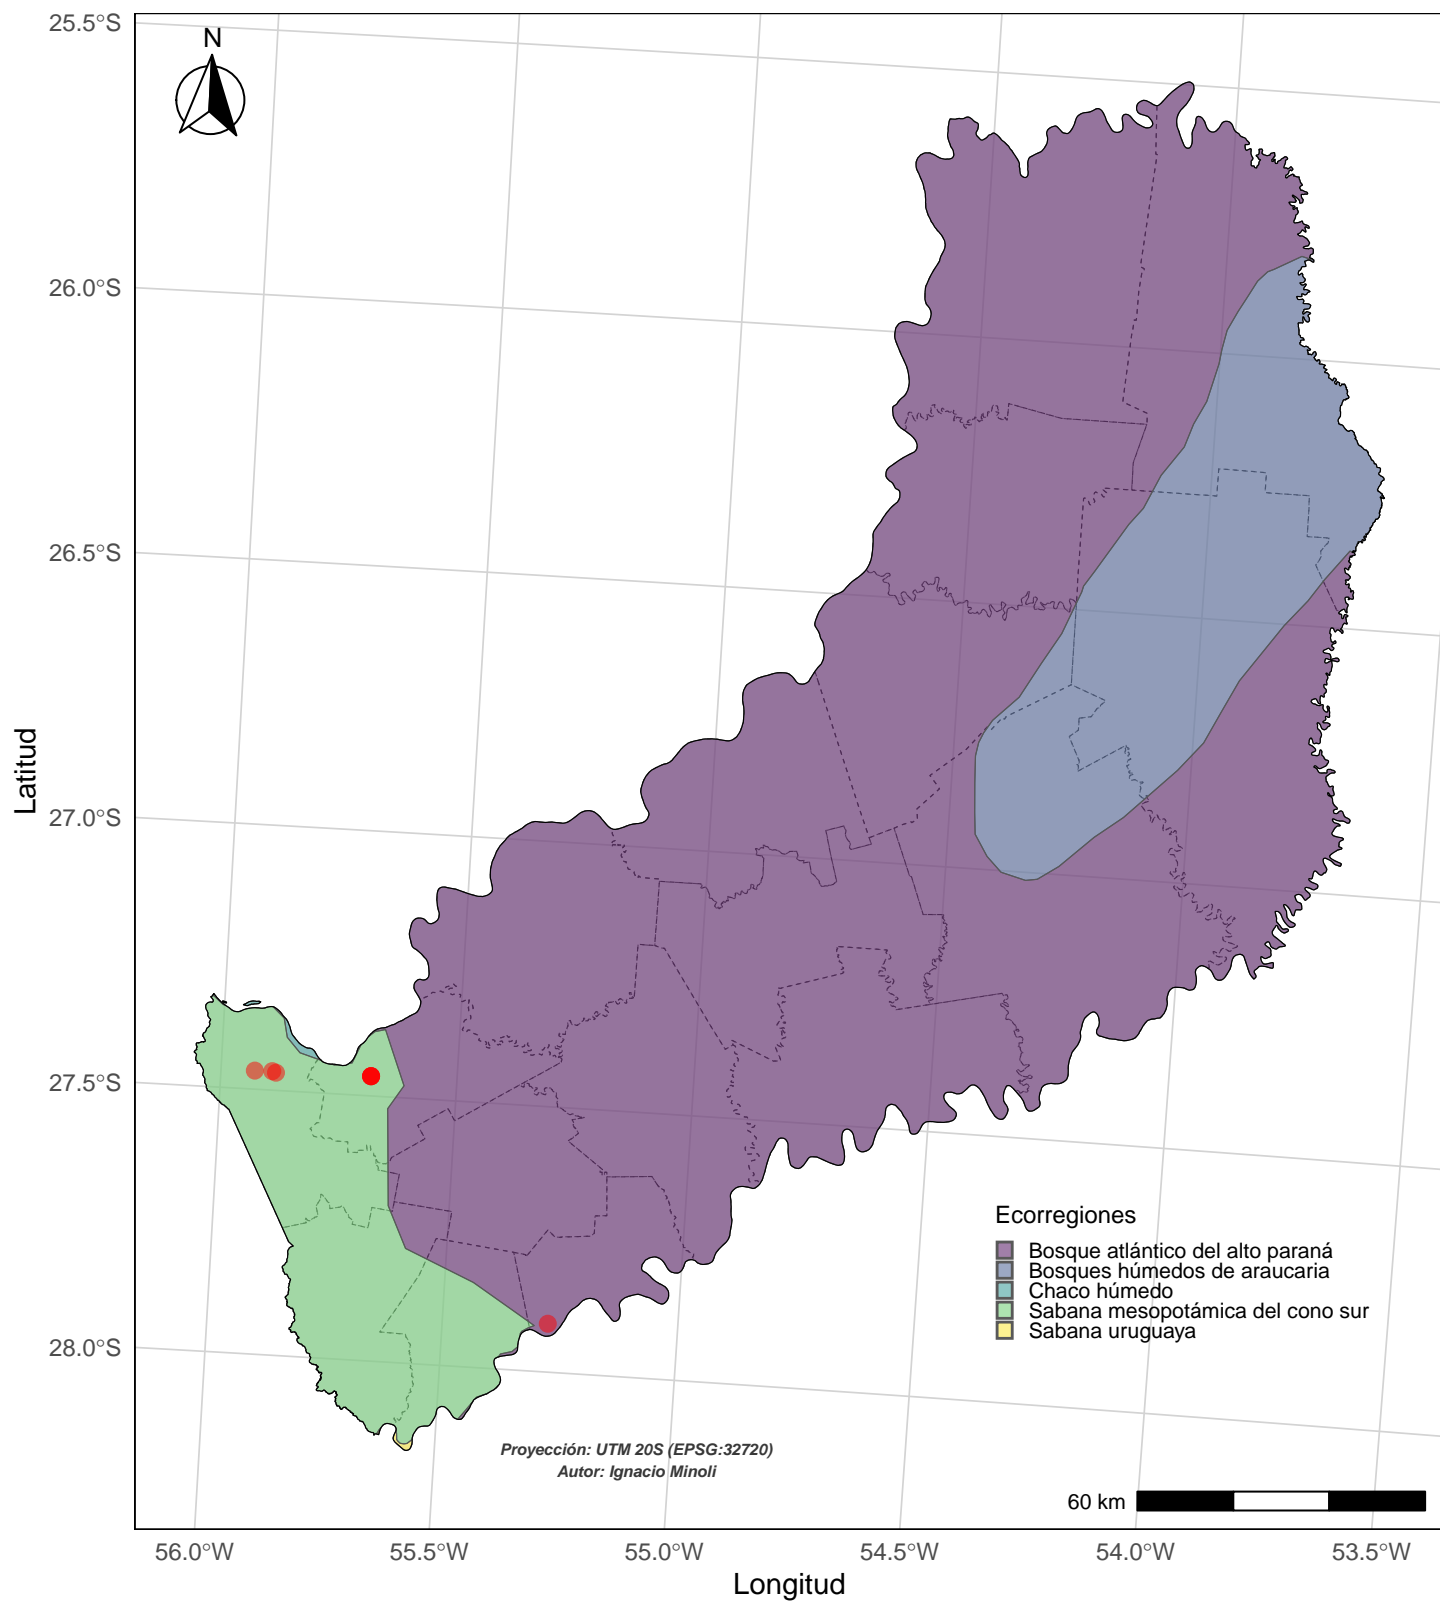 N
25.5°S
26.0°S
26.5°S
27.0°S
27.5°S
28.0°S
Latitud
Ecorregiones
Bosque atlántico del alto paraná
Bosques húmedos de araucaria
Chaco húmedo
Sabana mesopotámica del cono sur
Sabana uruguaya
Proyección: UTM 20S (EPSG:32720)
Autor: Ignacio Minoli
60 km
56.0°W 55.5°W 55.0°W 54.5°W 54.0°W 53.5°W
Longitud